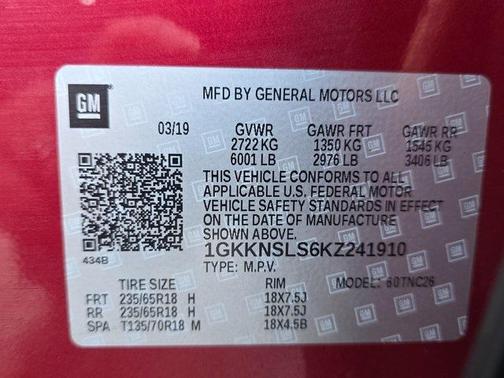 GM
MFD BY GENERAL MOTORS LLC
03/19 GVWR GAWR FRT GAWR RR
2722 KG 1350 KG 1545 KG
6001 LB 2976 LB 3406 LB
THIS VEHICLE CONFORMS TO ALL
APPLICABLE U.S. FEDERAL MOTOR
VEHICLE SAFETY STANDARDS IN EFFECT
ON THE DATE OF MANUFACTURE
SHOWN ABOVE.
434B
1GKKNSLS6KZ241910
TYPE: M.P.V. MODEL: 60TNC26
TIRE SIZE RIM
FRT 235/65R18 H 18X7.5J
RR 235/65R18 H 18X7.5J
SPA T135/70R18 M 18X4.5B